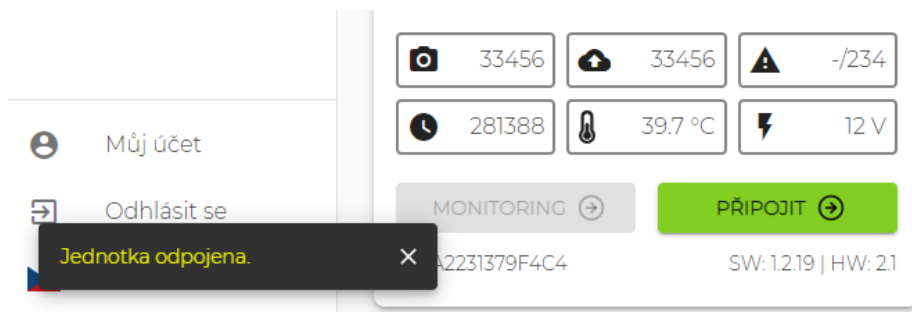 33456 33456 -/234
281388 39.7 °C 12 V
Můj účet
Odhlásit se
MONITORING PŘIPOJIT
Jednotka odpojena.
A2231379F4C4 SW: 1.2.19 | HW: 2.1